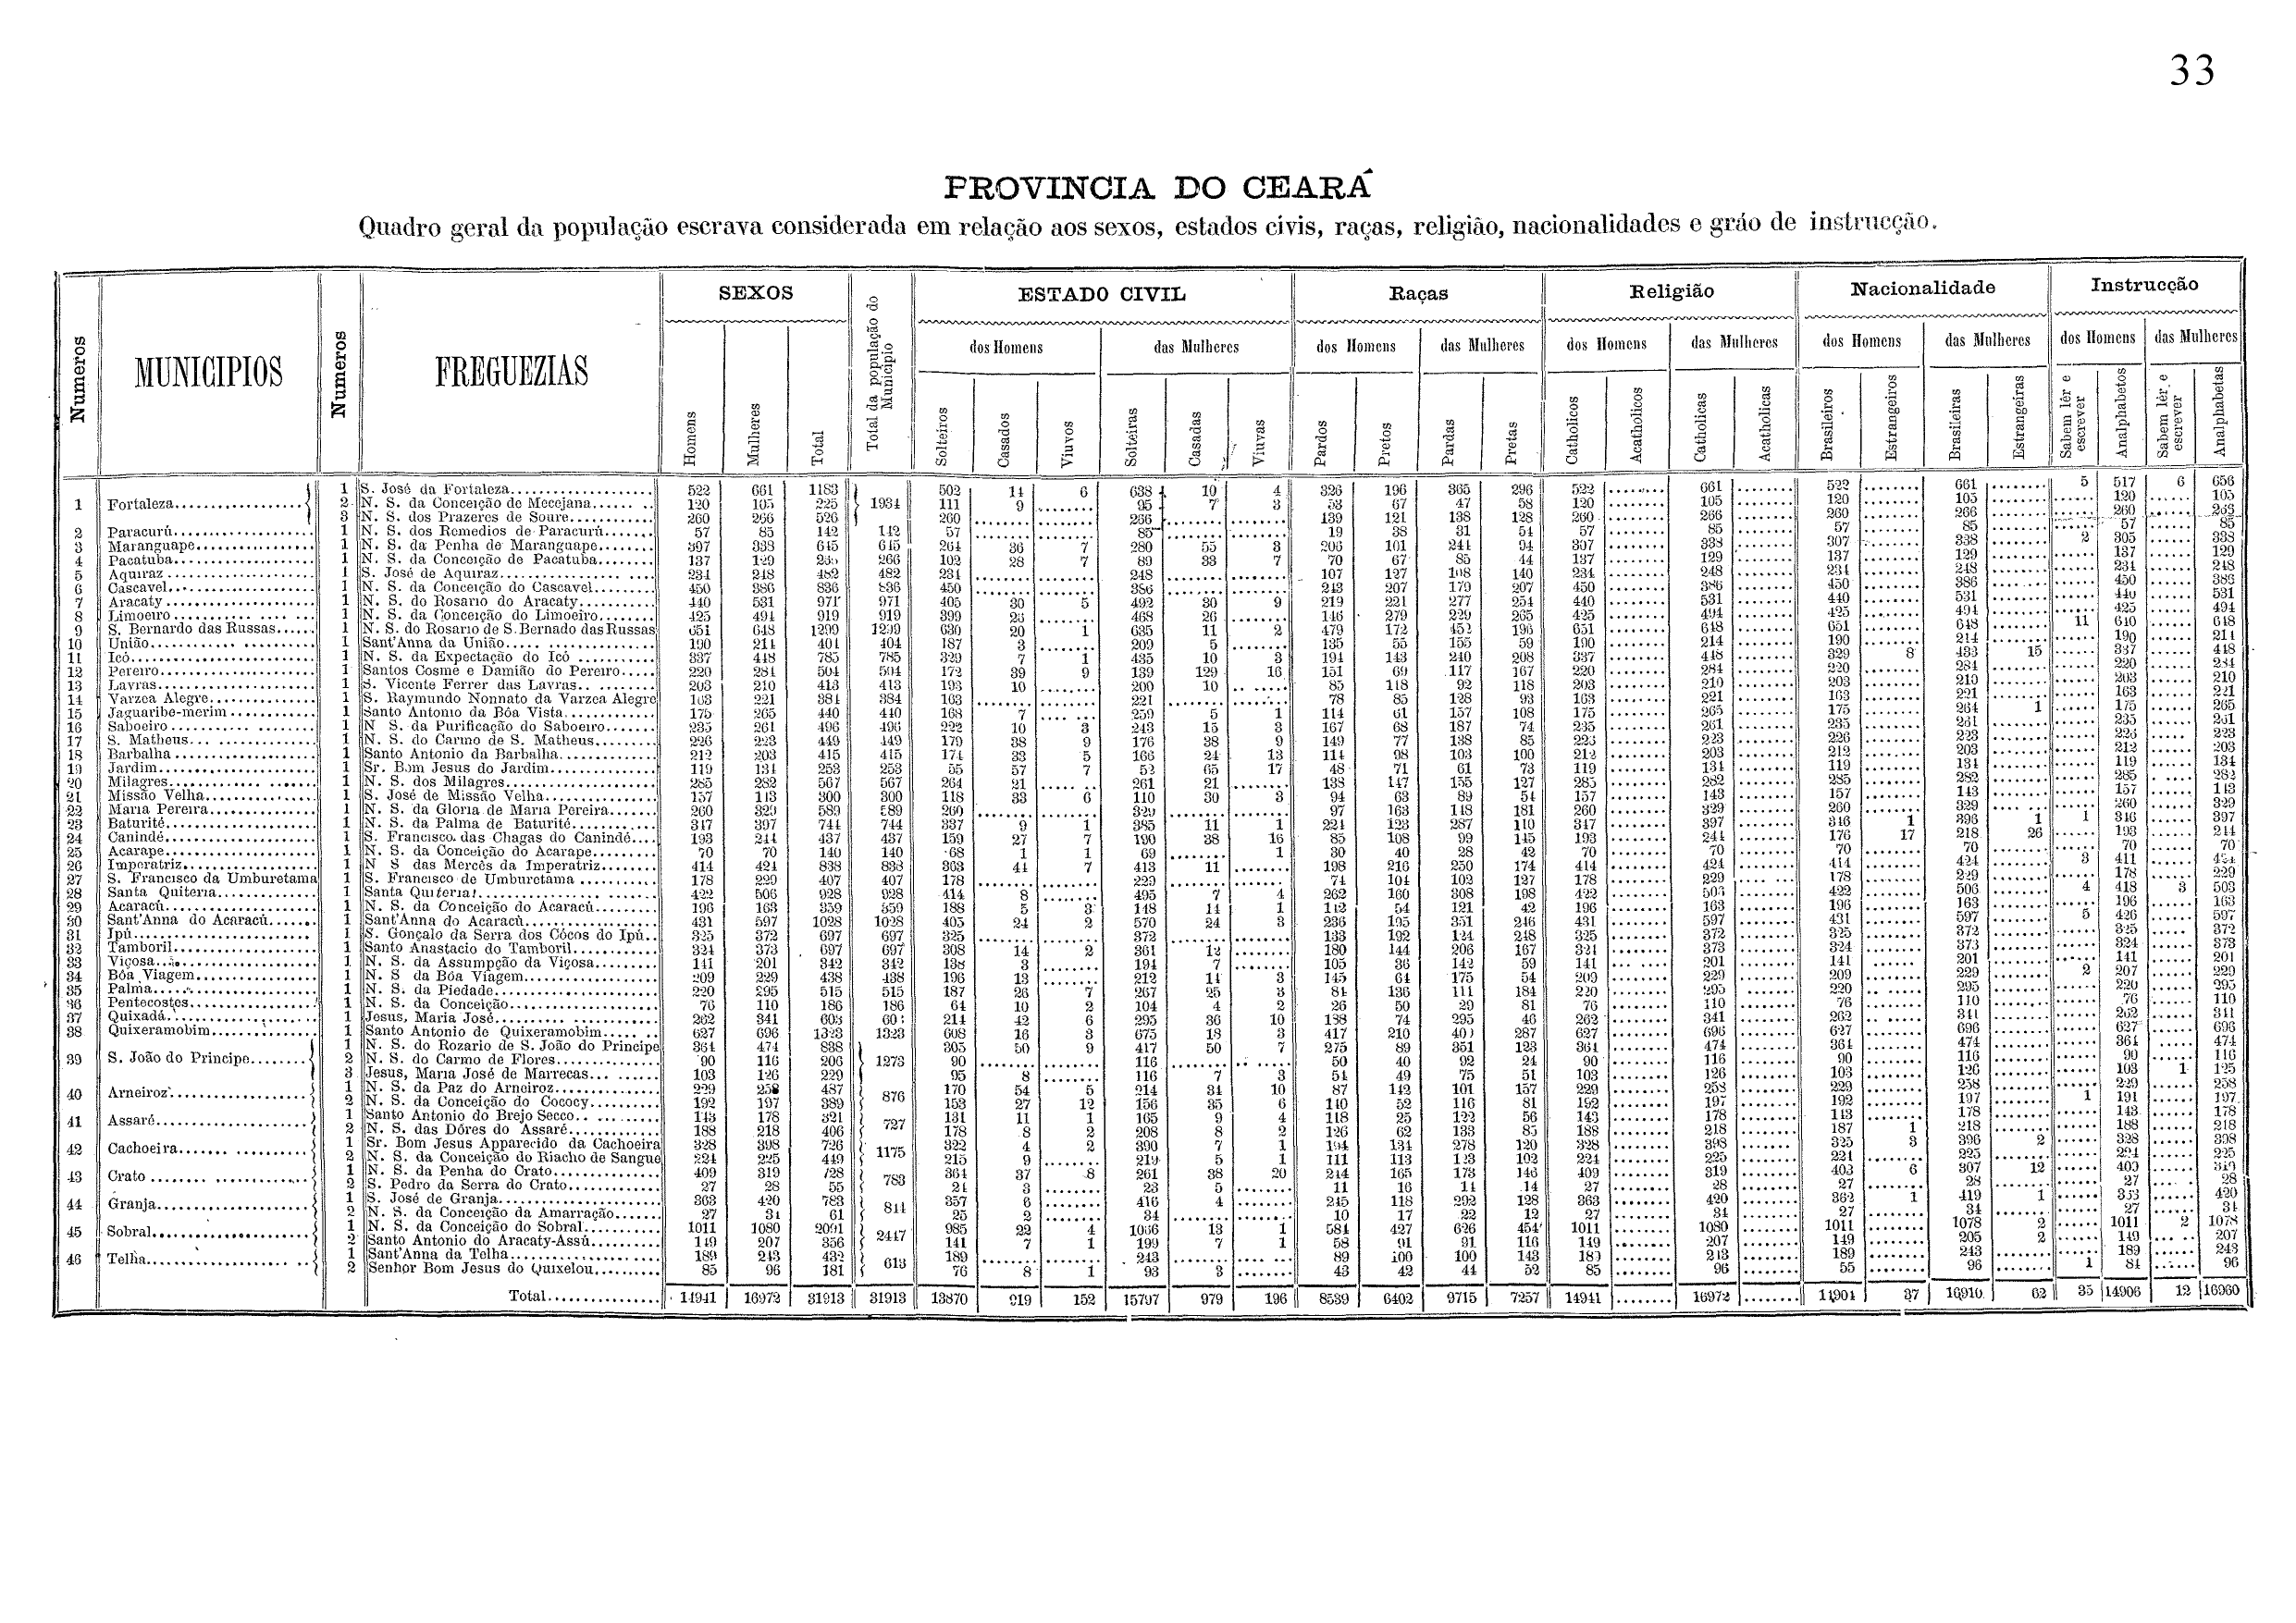 33
PROVINCIA DO CEARÁ
Quadro geral da população escrava considerada em relação aos sexos, estados civis, raças, religião, nacionalidades e gráo de instrucção.
Numeros MUNICIPIOS Numeros FREGUEZIAS SEXOS Total da população do Municipio ESTADO CIVIL Raças Religião Nacionalidade Instrucção
dos Homens das Mulheres dos Homens das Mulheres dos Homens das Mulheres dos Homens das Mulheres dos Homens das Mulheres
Homens Mulheres Total Solteiros Casados Viuvos Solteiras Casadas Viuvas Pardos Pretos Pardas Pretas Catholicos Acatholicos Catholicas Acatholicas Brasileiros Estrangeiros Brasileiras Estrangeiras Sabem lêr e escrever Analphabetos Sabem lêr e escrever Analphabetas
1 Fortaleza 1 S. José da Fortaleza 522 661 1183 1934 502 14 6 638 10 4 326 196 365 296 522 661 522 661 5 517 6 656
2 N. S. da Conceição de Mecejana 120 105 225 111 9 95 7 3 53 67 47 58 120 105 120 105 120 105
3 N. S. dos Prazeres de Soure 260 266 526 260 266 139 121 138 128 260 266 260 266 260
2 Paracurú 1 N. S. dos Remedios de Paracurú 57 85 142 142 57 85 19 38 31 54 57 85 57 85 57 85
3 Maranguape 1 N. S. da Penha de Maranguape 338 645 645 264 36 7 280 55 3 206 101 244 94 307 338 307 338 2 305 338
4 Pacatuba 1 N. S. da Conceição de Pacatuba 137 129 266 102 28 7 89 33 7 70 67 85 44 137 129 137 129 137 129
5 Aquiraz 1 S. José de Aquiraz 234 248 482 482 234 248 107 127 108 140 234 248 234 248 234 248
6 Cascavel 1 N. S. da Conceição do Cascavel 450 386 836 836 450 386 243 207 179 207 450 386 450 386 450 386
7 Aracaty 1 N. S. do Rosario do Aracaty 440 531 971 971 405 30 5 492 30 9 219 221 277 254 440 531 440 531 440 531
8 Limoeiro 1 N. S. da Conceição do Limoeiro 425 494 919 919 399 26 468 26 146 279 229 265 425 494 425 494 425 494
9 S. Bernardo das Russas 1 N. S. do Rosario de S. Bernado das Russas 651 648 1299 1299 630 20 1 635 11 2 479 172 452 196 651 648 651 648 11 640 648
10 União 1 Sant'Anna da União 190 214 404 404 187 3 209 5 135 55 155 59 190 214 190 214 190 214
11 Icó 1 N. S. da Expectação do Icó 337 448 785 785 329 7 1 435 10 3 194 143 240 208 337 448 329 8 433 15 337 448
12 Pereiro 1 Santos Cosme e Damião do Pereiro 220 284 504 504 172 39 9 139 129 16 151 69 117 167 220 284 220 284 220 284
13 Lavras 1 S. Vicente Ferrer das Lavras 203 210 413 413 193 10 200 10 85 118 92 118 203 210 203 210 203 210
14 Varzea Alegre 1 S. Raymundo Nonnato da Varzea Alegre 163 221 384 384 163 221 78 85 128 93 163 221 163 221 163 221
15 Jaguaribe-merim 1 Santo Antonio da Bôa Vista 175 265 440 440 168 7 259 5 1 114 61 157 108 175 265 175 264 1 175 265
16 Saboeiro 1 N S. da Purificação do Saboeiro 235 261 496 496 222 10 3 243 15 3 167 68 187 74 235 261 235 261 235 261
17 S. Matheus 1 N. S. do Carmo de S. Matheus 226 223 449 449 179 38 9 176 38 9 149 77 138 85 223 226 223 223
18 Barbalha 1 Santo Antonio da Barbalha 212 203 415 415 174 33 5 166 24 13 114 98 103 100 212 203 212 203 212 203
19 Jardim 1 Sr. Bom Jesus do Jardim 119 134 253 253 55 57 7 52 65 17 48 71 61 73 119 134 119 134 119 134
20 Milagres 1 N. S. dos Milagres 285 282 567 567 264 21 261 21 138 147 155 127 285 282 285 282 285 282
21 Missão Velha 1 S. José de Missão Velha 157 143 300 300 118 33 6 110 30 3 94 63 89 54 157 143 157 143 157 143
22 Maria Pereira 1 N. S. da Gloria de Maria Pereira 260 329 589 589 260 329 97 163 148 181 260 329 260 329 260 329
23 Baturité 1 N. S. da Palma de Baturité 347 397 744 744 337 9 1 385 11 1 224 123 287 110 347 397 346 1 396 1 1 346 397
24 Canindé 1 S. Francisco das Chagas do Canindé 193 244 437 437 159 27 7 190 38 16 85 108 99 145 193 244 176 17 218 26 193 244
25 Acarape 1 N. S. da Conceição do Acarape 70 70 140 140 68 1 1 69 1 30 40 28 42 70 70 70 70 70 70
26 Imperatriz 1 N S das Mercês da Imperatriz 414 424 838 838 363 44 7 413 11 198 216 250 174 414 424 414 424 3 411 424
27 S. Francisco da Umburetama 1 S. Francisco de Umburetama 178 229 407 407 178 229 74 104 102 127 178 229 178 229 178 229
28 Santa Quiteria 1 Santa Quiteria 422 506 928 928 414 8 495 7 4 262 160 308 198 422 506 422 506 4 418 3 503
29 Acaracú 1 N. S. da Conceição do Acaracú 196 163 359 359 188 5 3 148 14 1 142 54 121 42 196 163 196 163 196 163
30 Sant'Anna do Acaracú 1 Sant'Anna do Acaracú 431 597 1028 1028 405 24 2 570 24 3 236 195 351 246 431 597 431 597 5 426 597
31 Ipú 1 S. Gonçalo da Serra dos Côcos do Ipú 325 372 697 697 325 372 133 192 124 248 325 372 325 372 325 372
32 Tamboril 1 Santo Anastacio do Tamboril 324 373 697 697 308 14 2 361 12 180 144 206 167 324 373 324 373 324 373
33 Viçosa 1 N. S. da Assumpção da Viçosa 141 201 342 342 138 3 194 7 105 36 142 59 141 201 141 201 141 201
34 Bôa Viagem 1 N. S da Bôa Viagem 209 229 438 438 196 13 212 14 3 145 64 175 54 209 229 209 229 2 207 229
35 Palma 1 N. S. da Piedade 220 295 515 515 187 26 7 267 25 3 84 136 111 184 220 295 220 295 220 295
36 Pentecostes 1 N. S. da Conceição 76 110 186 186 64 10 2 104 4 2 26 50 29 81 76 110 76 110 76 110
37 Quixadá 1 Jesus, Maria José 262 341 603 214 42 6 295 36 10 188 74 295 46 262 341 262 341 262 341
38 Quixeramobim 1 Santo Antonio de Quixeramobim 627 696 1323 1323 608 16 3 675 18 3 417 210 409 287 627 696 627 696 627 696
39 S. João do Principe 1 N. S. do Rozario de S. João do Principe 364 474 838 1273 305 50 9 417 50 7 275 89 351 123 364 474 364 474 364 474
2 N. S. do Carmo de Flores 90 116 206 90 116 50 40 92 24 90 116 90 116 90 116
3 Jesus, Maria José de Marrecas 103 126 229 95 8 116 7 3 54 49 75 51 103 126 103 126 103 1 125
40 Arneiroz 1 N. S. da Paz do Arneiroz 229 258 487 876 170 54 5 214 34 10 87 142 101 157 229 258 229 258 229 258
2 N. S. da Conceição do Cococy 192 197 389 153 27 12 156 35 6 140 52 116 81 192 197 192 197 1 191 197
41 Assaré 1 Santo Antonio do Brejo Secco 143 178 321 727 131 11 1 165 9 4 118 25 122 56 143 178 143 178 143 178
2 N. S. das Dôres do Assaré 188 218 406 178 8 2 208 8 2 126 62 133 85 188 218 187 1 218 188 218
42 Cachoeira 1 Sr. Bom Jesus Apparecido da Cachoeira 328 398 726 1175 322 4 2 390 7 1 194 134 278 120 328 398 325 3 396 2 328 398
2 N. S. da Conceição do Riacho de Sangue 224 225 449 215 9 219 5 1 111 113 123 102 224 225 224 225 224 225
43 Crato 1 N. S. da Penha do Crato 409 319 728 783 364 37 8 261 38 20 244 165 173 146 409 319 403 6 307 12 409 319
2 S. Pedro da Serra do Crato 27 28 55 24 3 23 5 11 16 14 14 27 28 27 28 27 28
44 Granja 1 S. José de Granja 363 420 783 844 357 6 416 4 245 118 292 128 363 420 362 1 419 1 363 420
2 N. S. da Conceição da Amarração 27 34 61 25 2 34 10 17 22 12 27 34 27 34 27 34
45 Sobral 1 N. S. da Conceição do Sobral 1011 1080 2091 2447 985 22 4 1066 13 1 584 427 626 454 1011 1080 1011 1078 2 1011 2 1078
2 Santo Antonio do Aracaty-Assú 149 207 356 141 7 1 199 7 1 58 91 91 116 149 207 149 205 2 149 207
46 Telha 1 Sant'Anna da Telha 189 243 432 613 189 243 89 100 100 143 189 243 189 243 189 243
2 Senhor Bom Jesus do Quixelou 85 96 181 76 8 1 93 3 43 42 44 52 85 96 55 96 1 84 96
Total 14941 16972 31913 31913 13870 919 152 15797 979 196 8539 6402 9715 7257 14941 16972 14904 37 16910 62 35 14906 12 16960